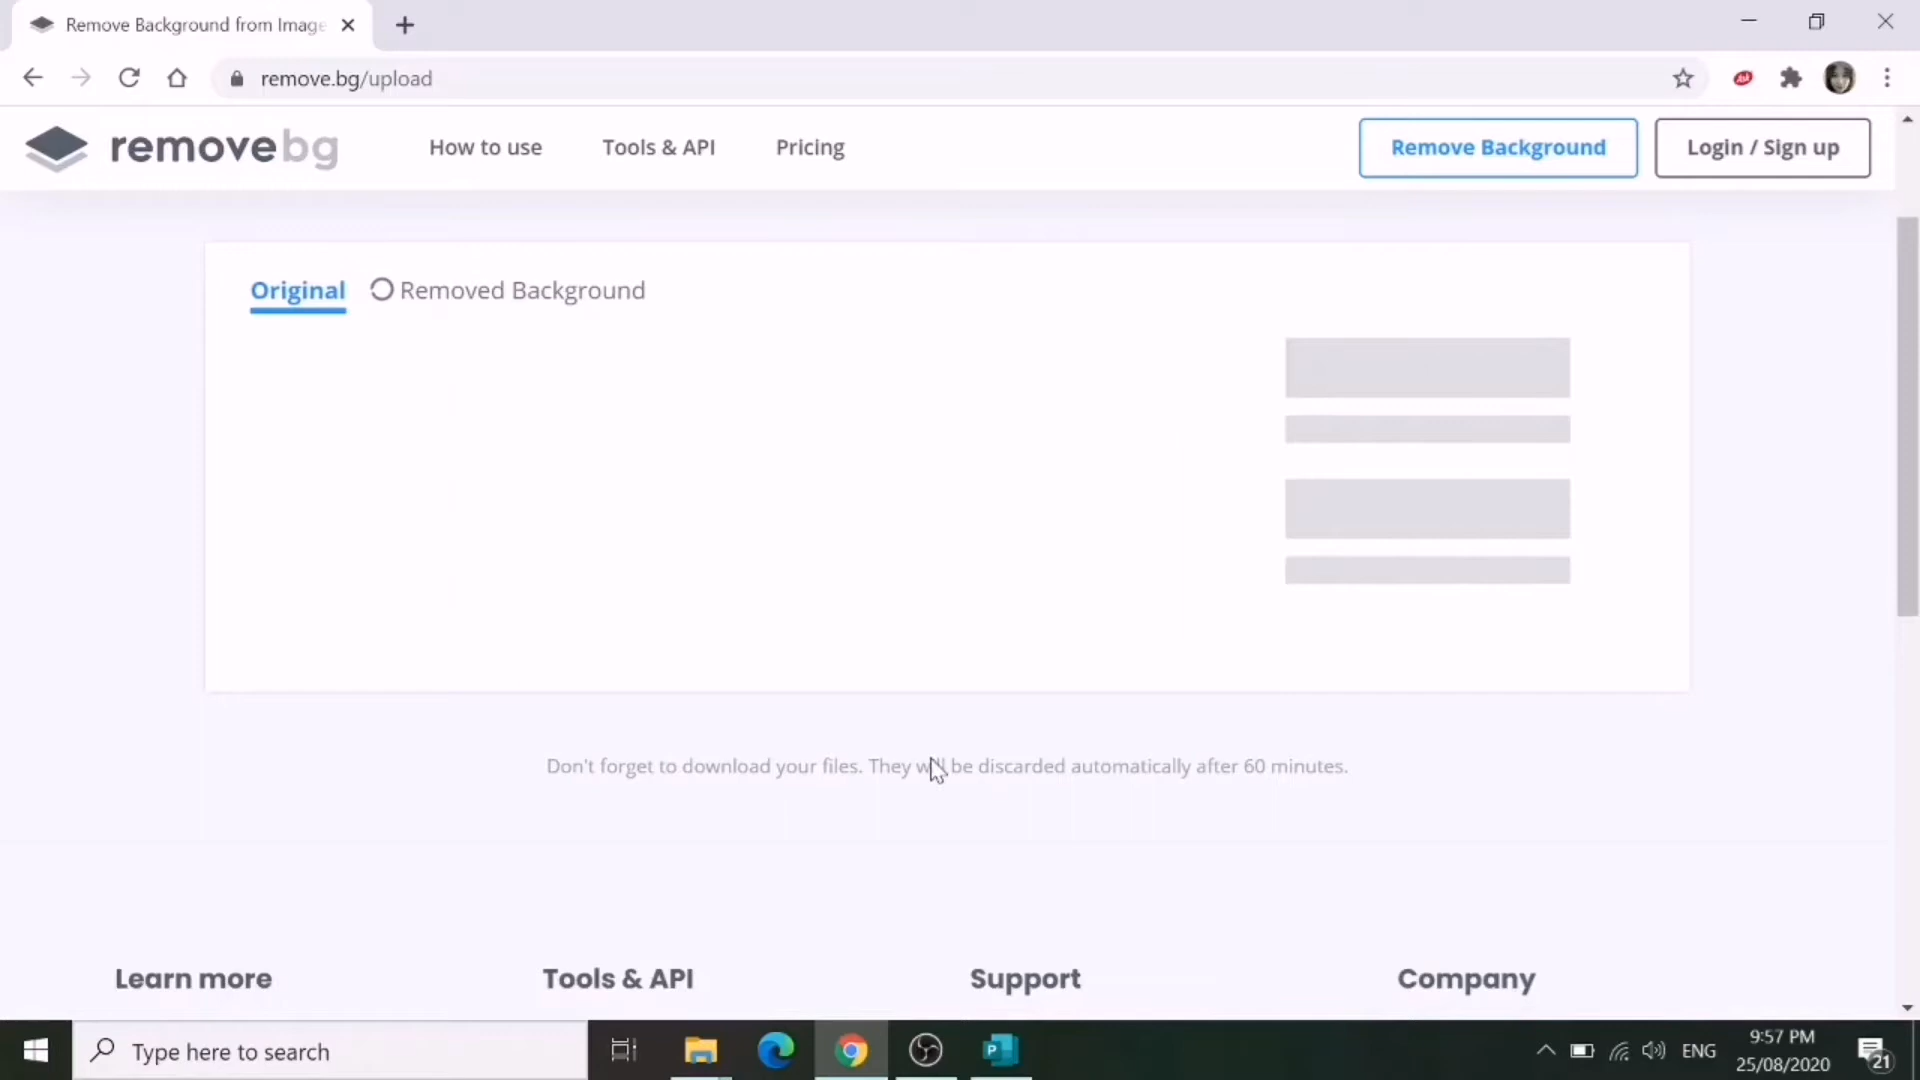 Remove Background from Image
remove.bg/upload
removebg
How to use
Tools & API
Pricing
Remove Background
Login / Sign up
Original
Removed Background
Don't forget to download your files. They will be discarded automatically after 60 minutes.
Learn more
Tools & API
Support
Company
Type here to search
P
ENG
9:57 PM
25/08/2020
21